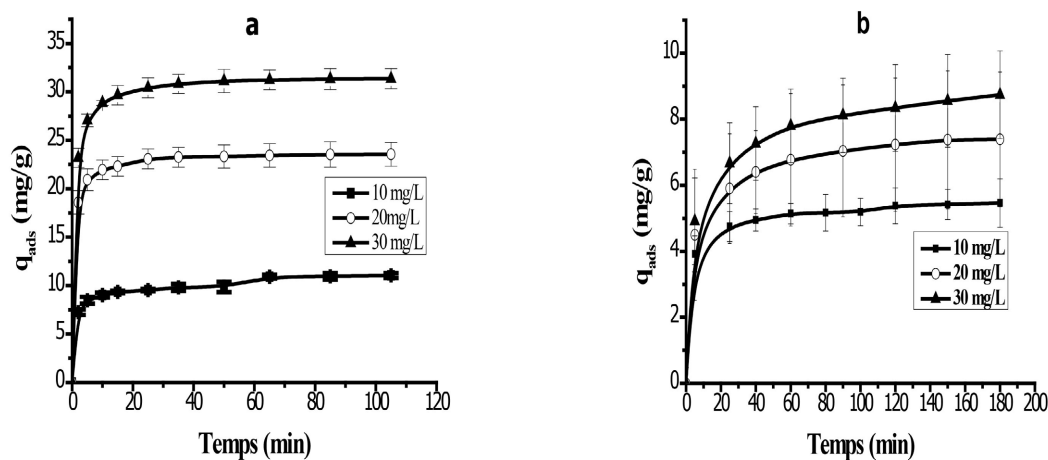 a
q_ads (mg/g)
35
30
25
20
15
10
5
0
10 mg/L
20mg/L
30 mg/L
0 20 40 60 80 100 120
Temps (min)
b
q_ads (mg/g)
10
8
6
4
2
0
10 mg/L
20 mg/L
30 mg/L
0 20 40 60 80 100 120 140 160 180 200
Temps (min)